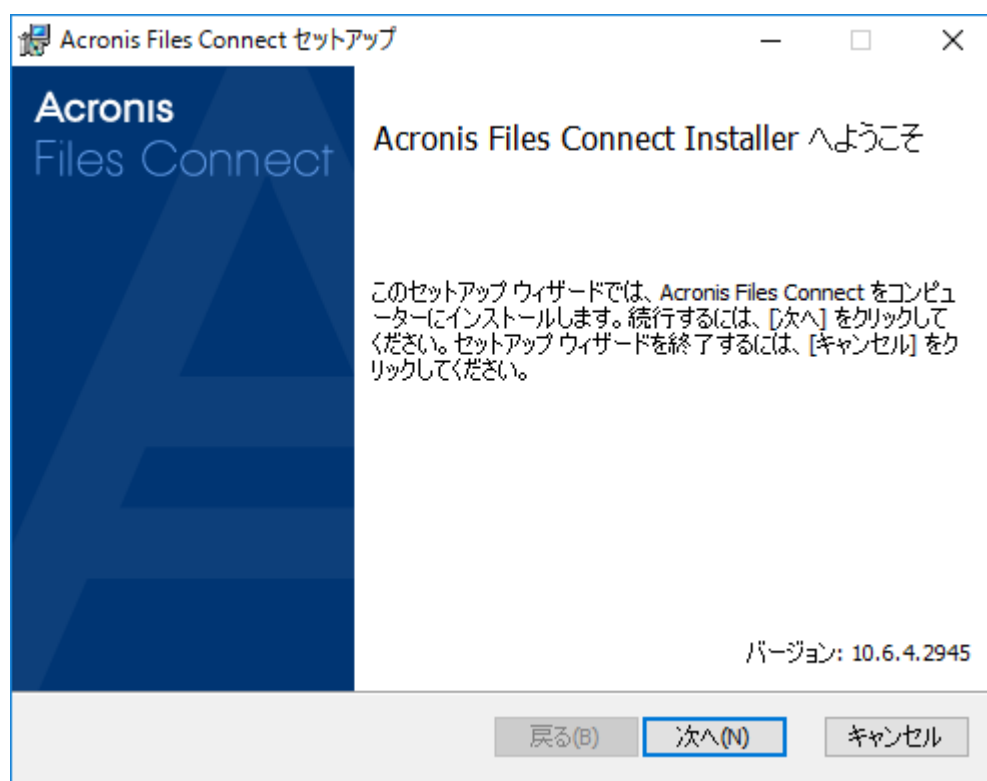 Acronis Files Connect セットアップ
Acronis
Files Connect
Acronis Files Connect Installer へようこそ
このセットアップ ウィザードでは、Acronis Files Connect をコンピュ
ーターにインストールします。続行するには、[次へ] をクリックして
ください。セットアップ ウィザードを終了するには、[キャンセル] をク
リックしてください。
バージョン: 10.6.4.2945
戻る(B)
次へ(N)
キャンセル